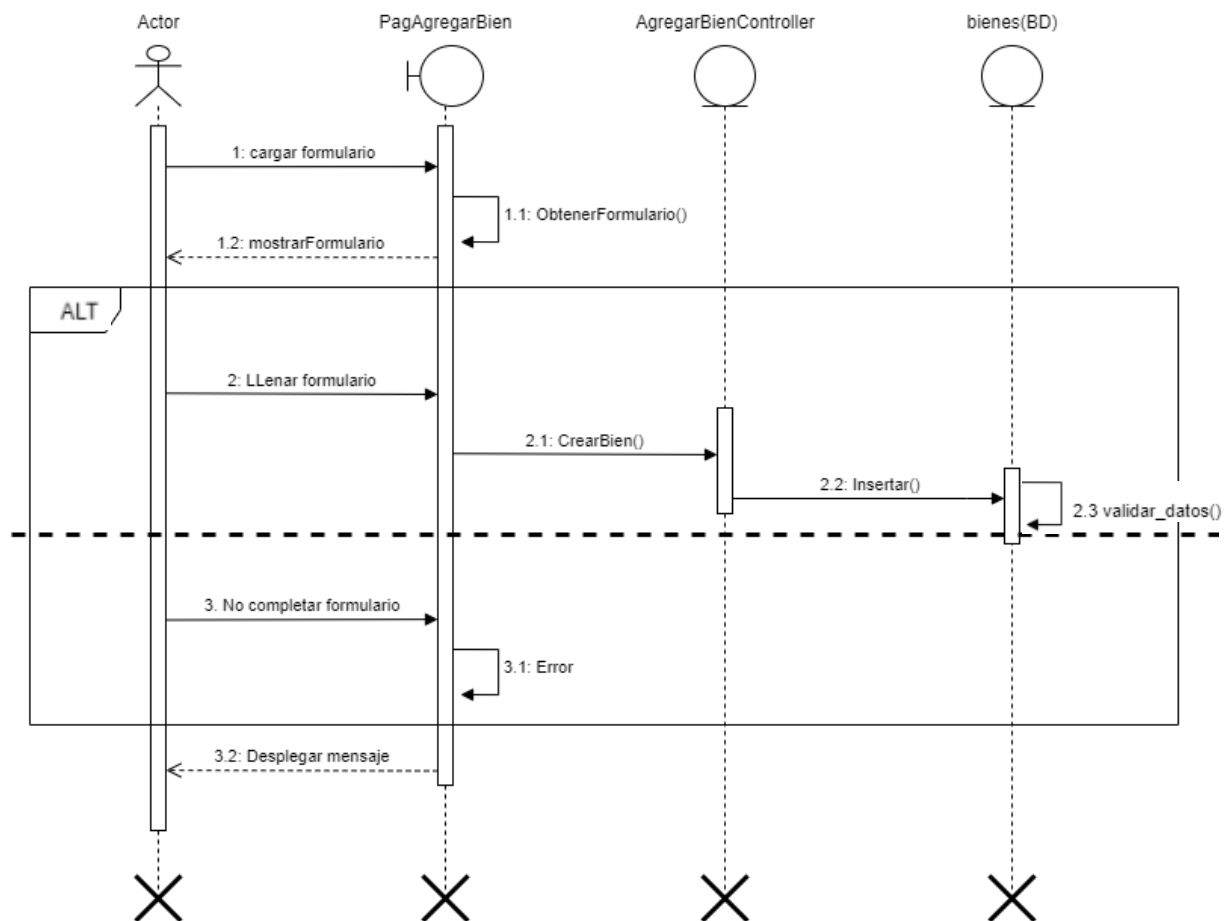 Actor
PagAgregarBien
AgregarBienController
bienes(BD)
1: cargar formulario
1.1: ObtenerFormulario()
1.2: mostrarFormulario
ALT
2: LLenar formulario
2.1: CrearBien()
2.2: Insertar()
2.3 validar_datos()
3. No completar formulario
3.1: Error
3.2: Desplegar mensaje